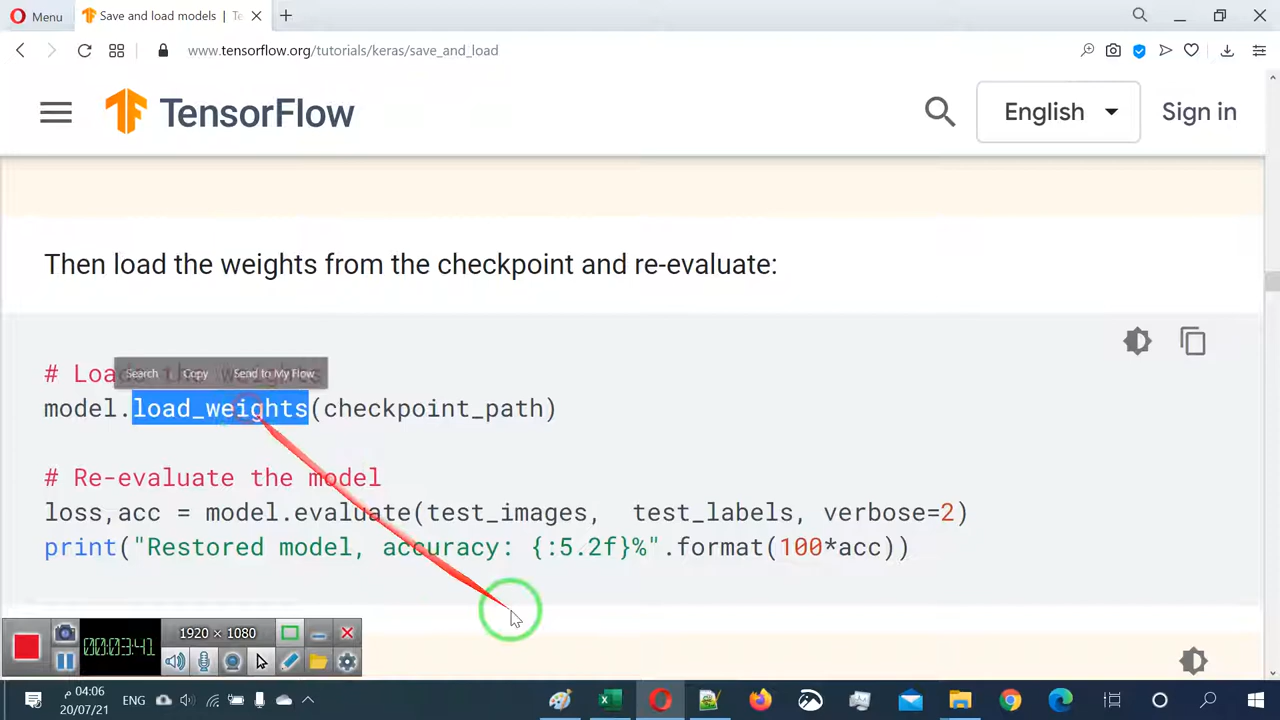 Menu
Save and load models | Te
www.tensorflow.org/tutorials/keras/save_and_load
TensorFlow
English
Sign in
Then load the weights from the checkpoint and re-evaluate:
Search Copy Send to My Flow
# Loads the weights
model.load_weights(checkpoint_path)
# Re-evaluate the model
loss,acc = model.evaluate(test_images, test_labels, verbose=2)
print("Restored model, accuracy: {:5.2f}%".format(100*acc))
00:03:41
1920 × 1080
04:06 م
ENG
20/07/21